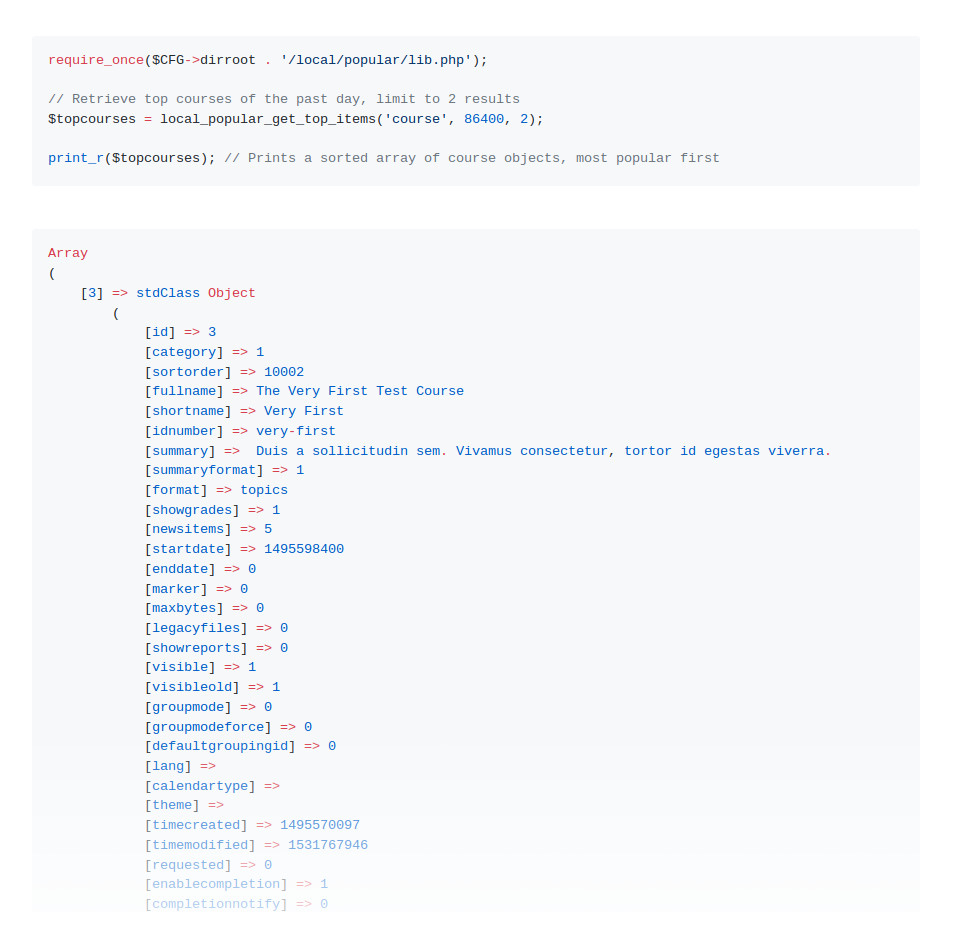 require_once($CFG->dirroot . '/local/popular/lib.php');
// Retrieve top courses of the past day, limit to 2 results
$topcourses = local_popular_get_top_items('course', 86400, 2);
print_r($topcourses); // Prints a sorted array of course objects, most popular first
Array
(
    [3] => stdClass Object
        (
            [id] => 3
            [category] => 1
            [sortorder] => 10002
            [fullname] => The Very First Test Course
            [shortname] => Very First
            [idnumber] => very-first
            [summary] =>  Duis a sollicitudin sem. Vivamus consectetur, tortor id egestas viverra.
            [summaryformat] => 1
            [format] => topics
            [showgrades] => 1
            [newsitems] => 5
            [startdate] => 1495598400
            [enddate] => 0
            [marker] => 0
            [maxbytes] => 0
            [legacyfiles] => 0
            [showreports] => 0
            [visible] => 1
            [visibleold] => 1
            [groupmode] => 0
            [groupmodeforce] => 0
            [defaultgroupingid] => 0
            [lang] =>
            [calendartype] =>
            [theme] =>
            [timecreated] => 1495570097
            [timemodified] => 1531767946
            [requested] => 0
            [enablecompletion] => 1
            [completionnotify] => 0